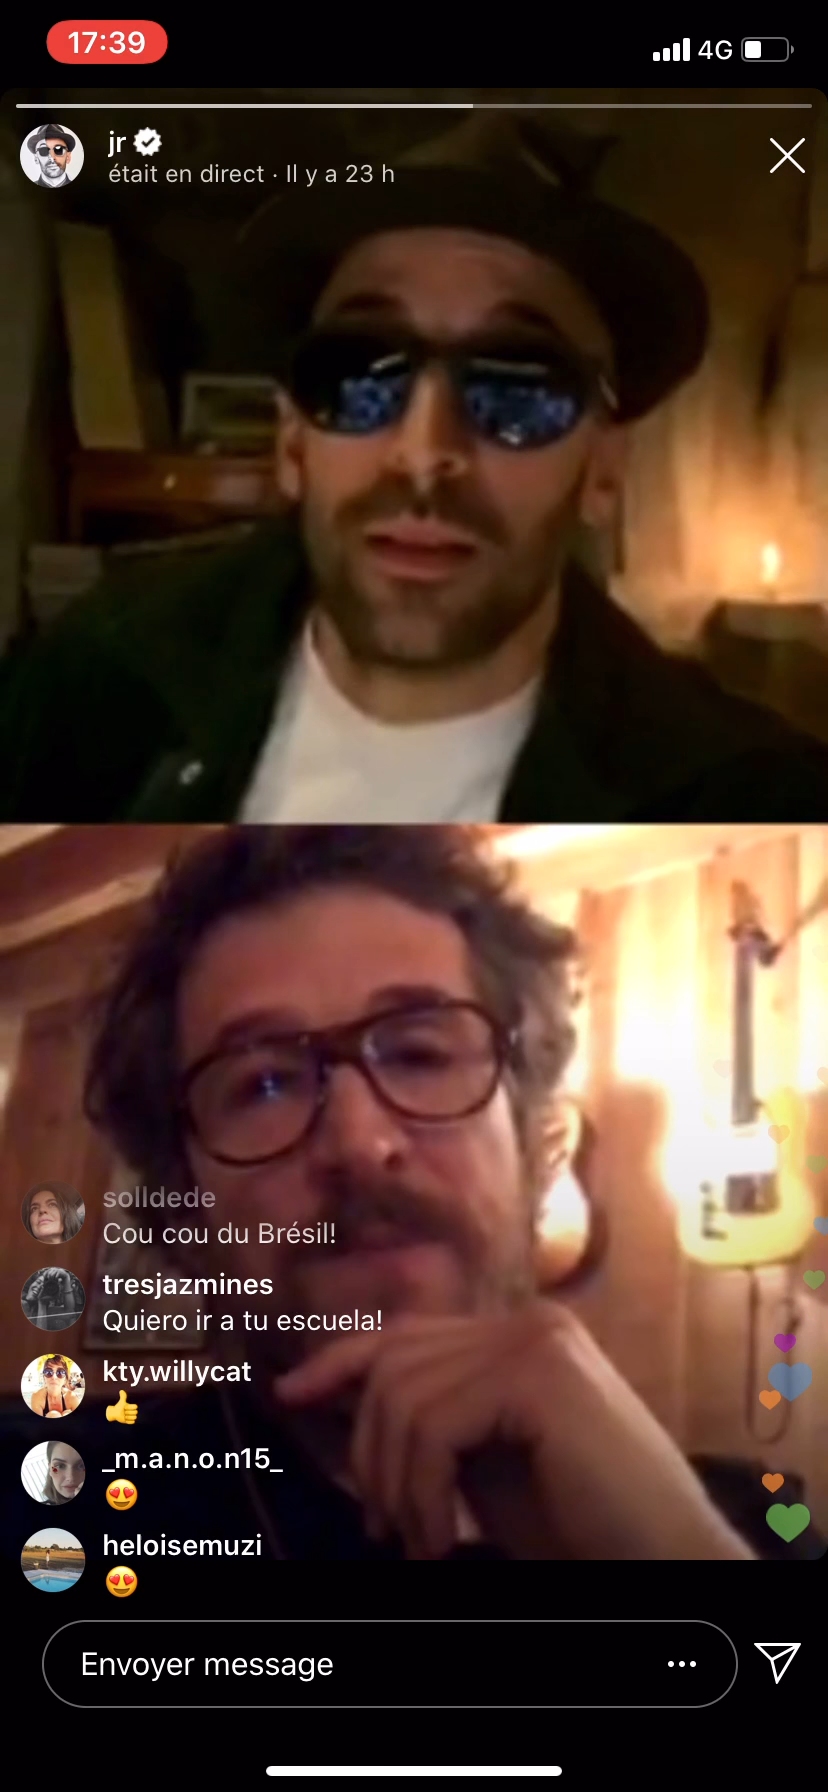 17:39
4G
jr
était en direct · Il y a 23 h
solldede
Cou cou du Brésil!
tresjazmines
Quiero ir a tu escuela!
kty.willycat
👍
_m.a.n.o.n15_
😍
heloisemuzi
😍
Envoyer message